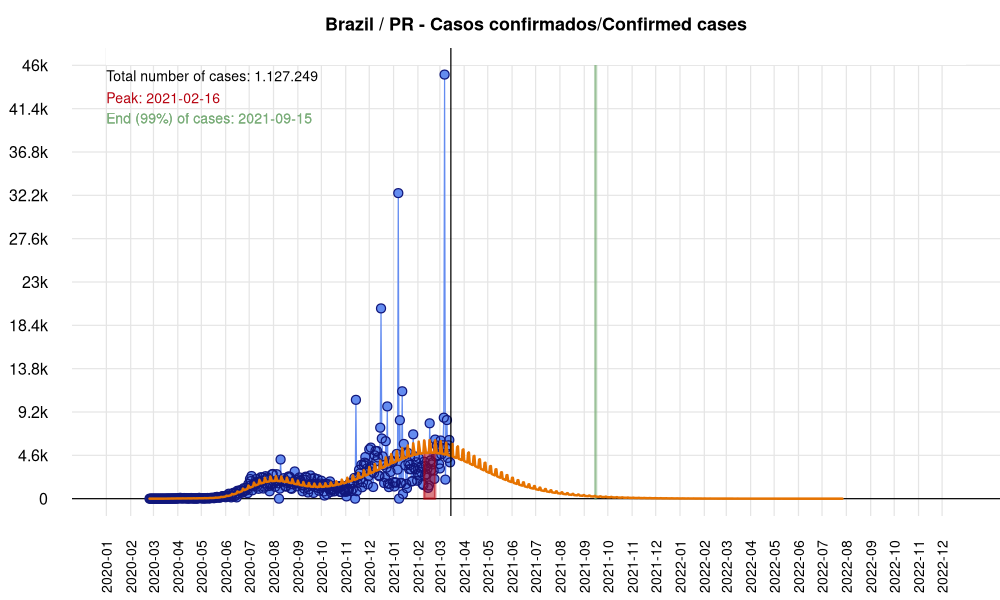 Brazil / PR - Casos confirmados/Confirmed cases
46k
Total number of cases: 1.127.249
Peak: 2021-02-16
End (99%) of cases: 2021-09-15
41.4k
36.8k
32.2k
27.6k
23k
18.4k
13.8k
9.2k
4.6k
0
2020-01
2020-02
2020-03
2020-04
2020-05
2020-06
2020-07
2020-08
2020-09
2020-10
2020-11
2020-12
2021-01
2021-02
2021-03
2021-04
2021-05
2021-06
2021-07
2021-08
2021-09
2021-10
2021-11
2021-12
2022-01
2022-02
2022-03
2022-04
2022-05
2022-06
2022-07
2022-08
2022-09
2022-10
2022-11
2022-12